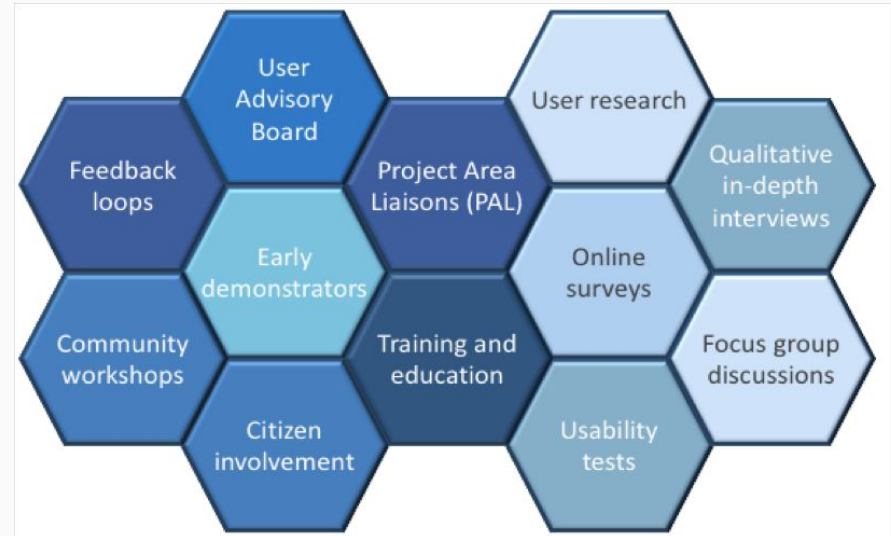 User
Advisory
Board
User research
Feedback
loops
Project Area
Liaisons (PAL)
Qualitative
in-depth
interviews
Early
demonstrators
Online
surveys
Community
workshops
Training and
education
Focus group
discussions
Citizen
involvement
Usability
tests